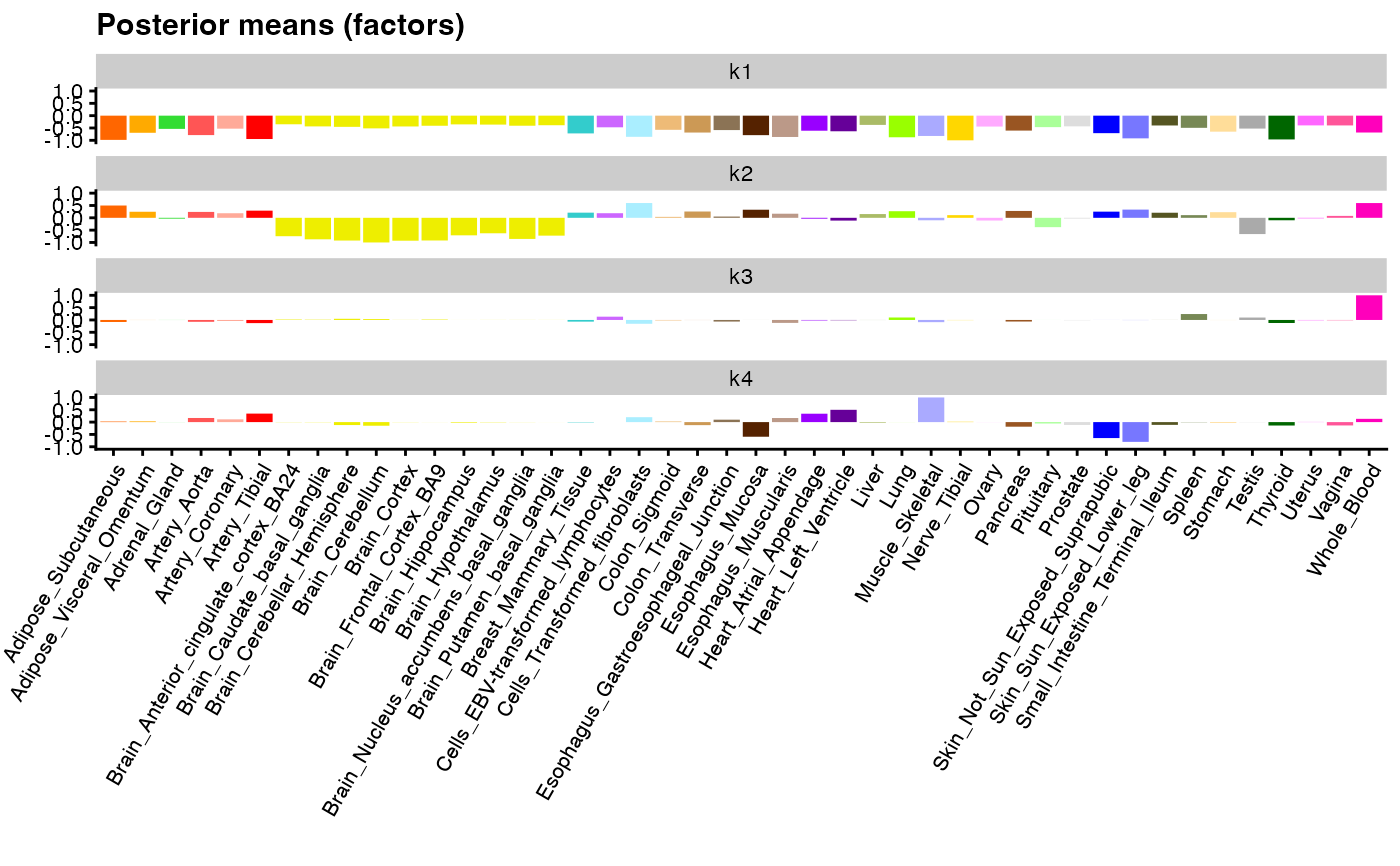 Posterior means (factors)
k1
1.0
0.5
0.0
-0.5
-1.0
k2
1.0
0.5
0.0
-0.5
-1.0
k3
1.0
0.5
0.0
-0.5
-1.0
k4
1.0
0.5
0.0
-0.5
-1.0
Adipose_Subcutaneous
Adipose_Visceral_Omentum
Adrenal_Gland
Artery_Aorta
Artery_Coronary
Artery_Tibial
Brain_Anterior_cingulate_cortex_BA24
Brain_Caudate_basal_ganglia
Brain_Cerebellar_Hemisphere
Brain_Cerebellum
Brain_Cortex
Brain_Frontal_Cortex_BA9
Brain_Hippocampus
Brain_Hypothalamus
Brain_Nucleus_accumbens_basal_ganglia
Brain_Putamen_basal_ganglia
Breast_Mammary_Tissue
Cells_EBV-transformed_lymphocytes
Cells_Transformed_fibroblasts
Colon_Sigmoid
Colon_Transverse
Esophagus_Gastroesophageal_Junction
Esophagus_Mucosa
Esophagus_Muscularis
Heart_Atrial_Appendage
Heart_Left_Ventricle
Liver
Lung
Muscle_Skeletal
Nerve_Tibial
Ovary
Pancreas
Pituitary
Prostate
Skin_Not_Sun_Exposed_Suprapubic
Skin_Sun_Exposed_Lower_leg
Small_Intestine_Terminal_Ileum
Spleen
Stomach
Testis
Thyroid
Uterus
Vagina
Whole_Blood